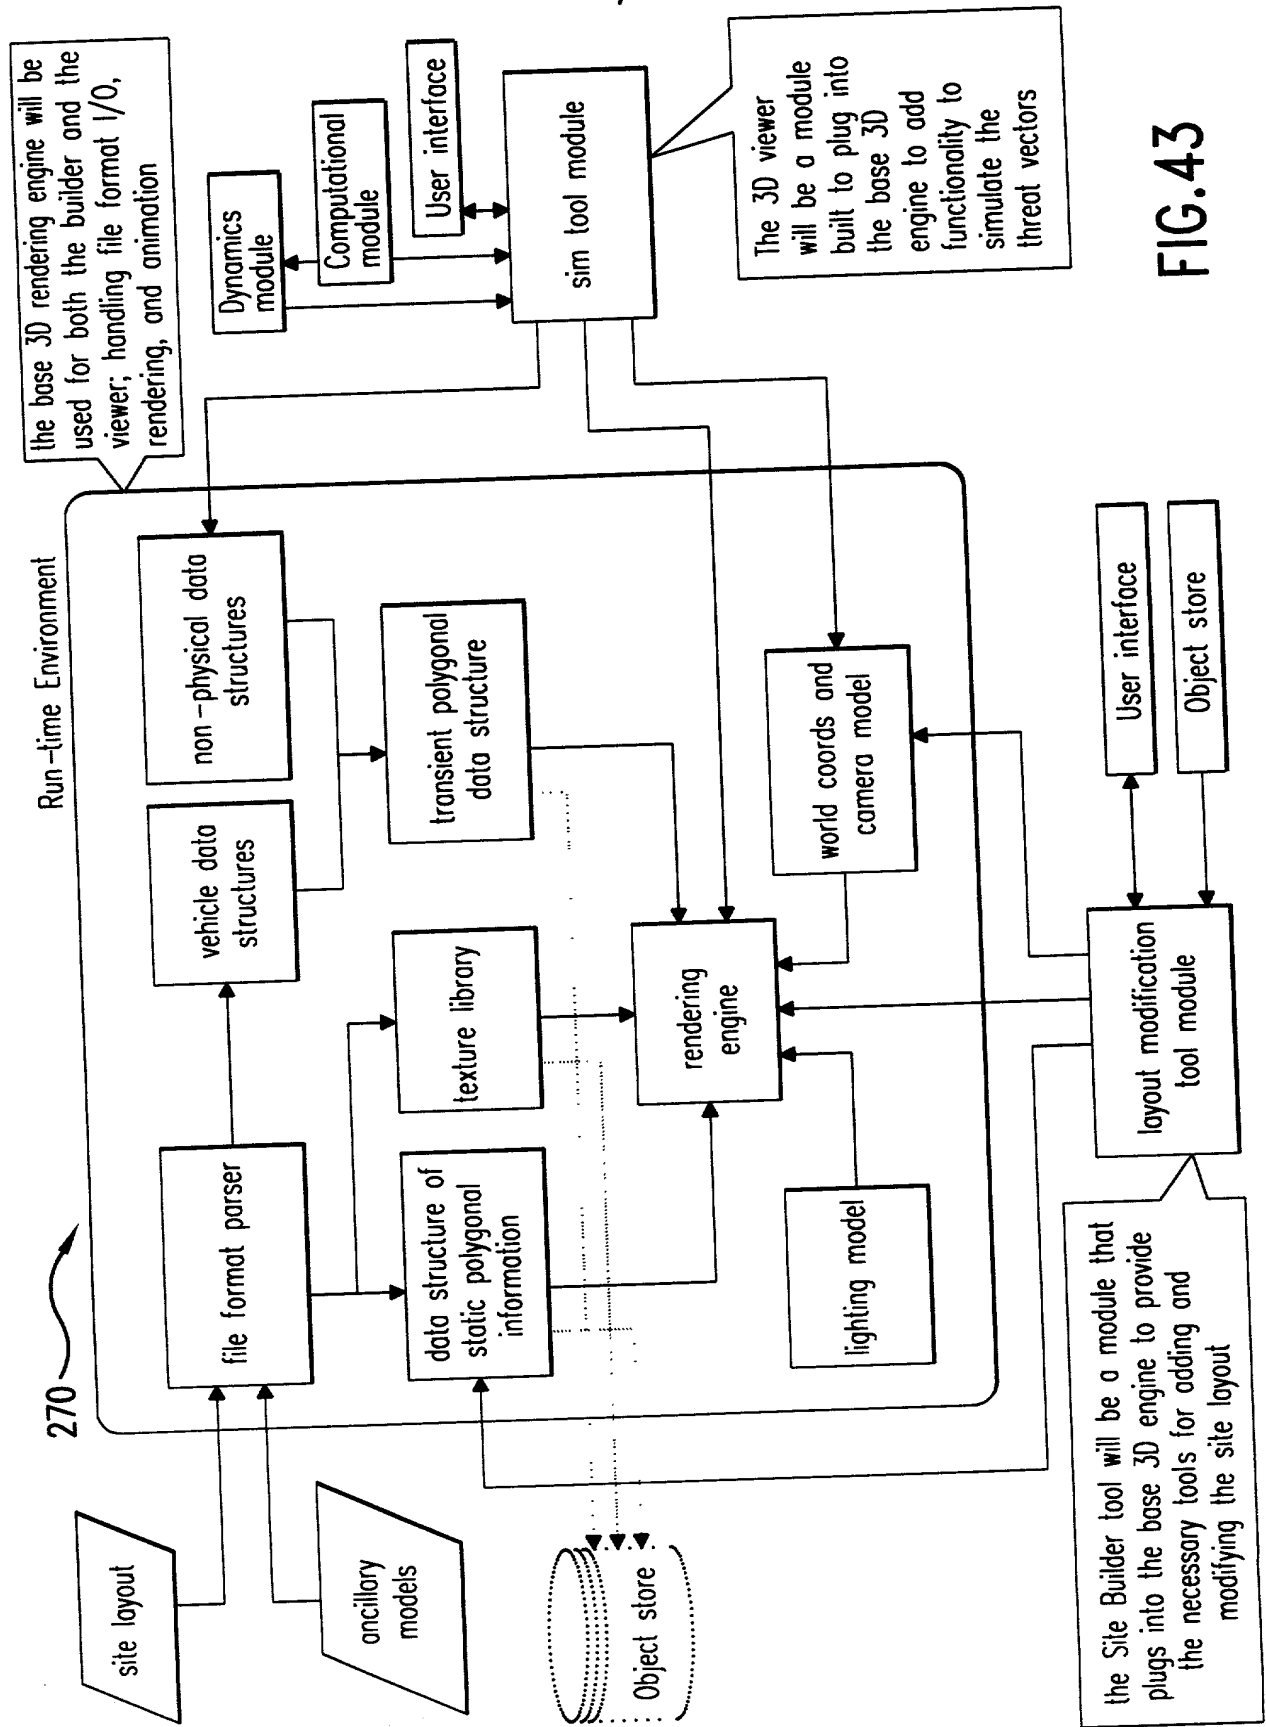 270
Run-time Environment
the base 3D rendering engine will be
used for both the builder and the
viewer; handling file format I/O,
rendering, and animation
site layout
ancillary
models
file format parser
vehicle data
structures
non-physical data
structures
Dynamics
module
Computational
module
User interface
sim tool module
data structure of
static polygonal
information
texture library
transient polygonal
data structure
The 3D viewer
will be a module
built to plug into
the base 3D
engine to add
functionality to
simulate the
threat vectors
Object store
rendering
engine
lighting model
world coords and
camera model
layout modification
tool module
User interface
Object store
the Site Builder tool will be a module that
plugs into the base 3D engine to provide
the necessary tools for adding and
modifying the site layout
FIG.43